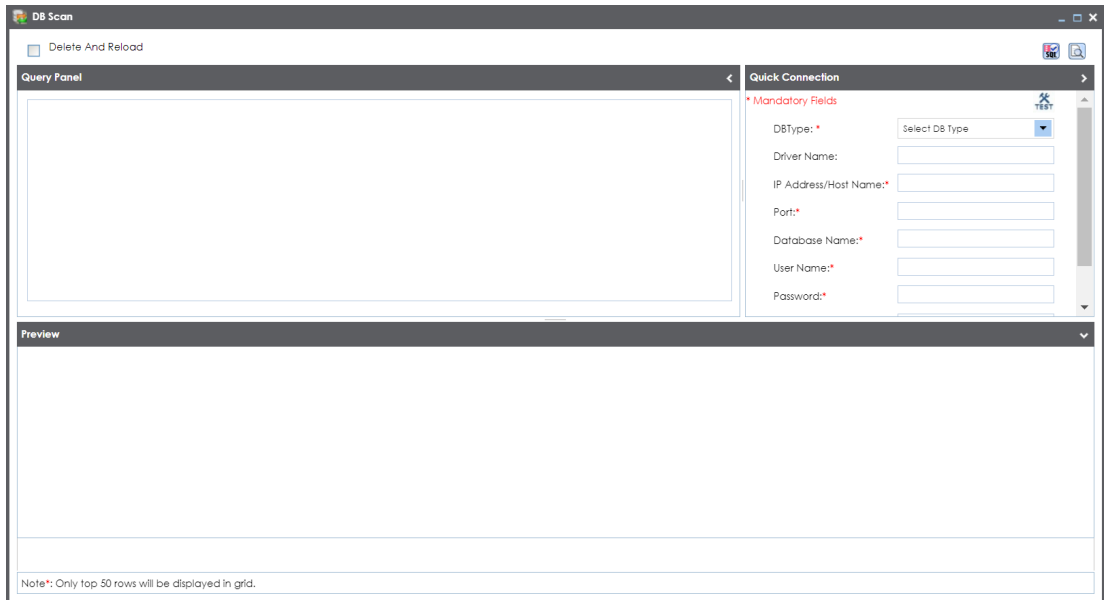 DB Scan
Delete And Reload
SQL
Query Panel
Quick Connection
* Mandatory Fields
TEST
DBType: *
Select DB Type
Driver Name:
IP Address/Host Name:*
Port:*
Database Name:*
User Name:*
Password:*
Preview
Note*: Only top 50 rows will be displayed in grid.